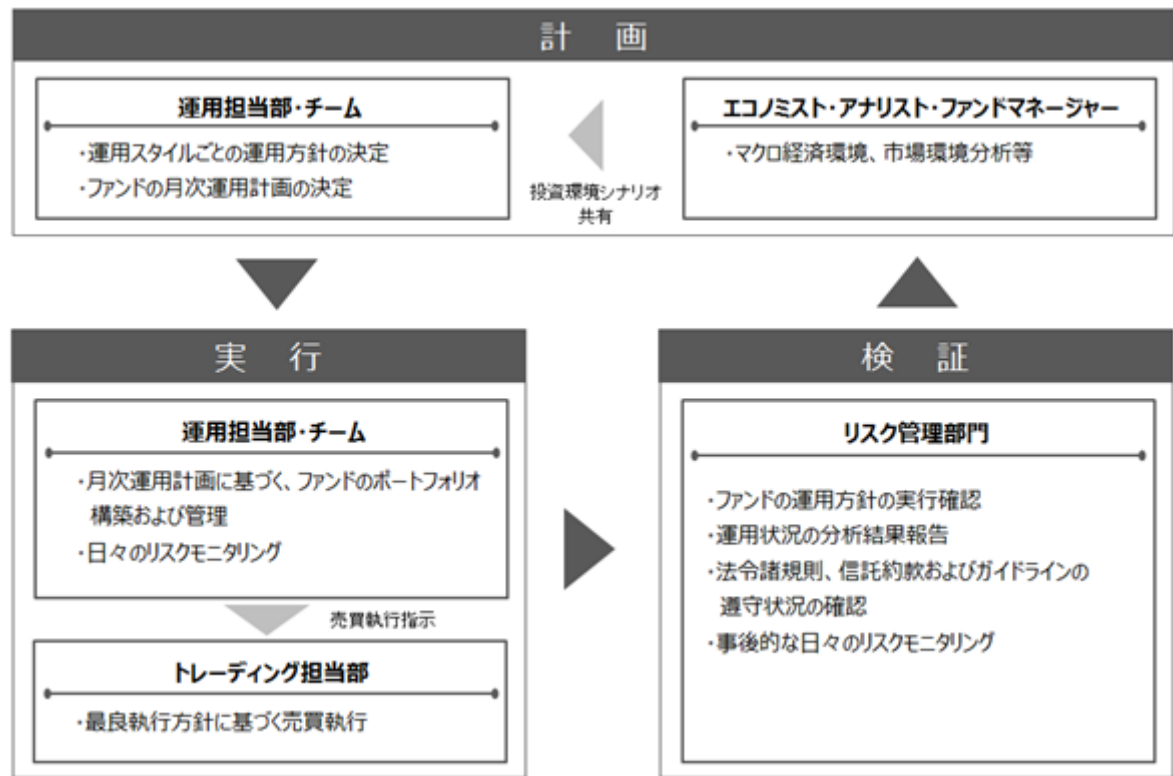 計 画
運用担当部・チーム
・運用スタイルごとの運用方針の決定
・ファンドの月次運用計画の決定
投資環境シナリオ
共有
エコノミスト・アナリスト・ファンドマネージャー
・マクロ経済環境、市場環境分析等
実 行
運用担当部・チーム
・月次運用計画に基づく、ファンドのポートフォリオ
構築および管理
・日々のリスクモニタリング
売買執行指示
トレーディング担当部
・最良執行方針に基づく売買執行
検 証
リスク管理部門
・ファンドの運用方針の実行確認
・運用状況の分析結果報告
・法令諸規則、信託約款およびガイドラインの
遵守状況の確認
・事後的な日々のリスクモニタリング